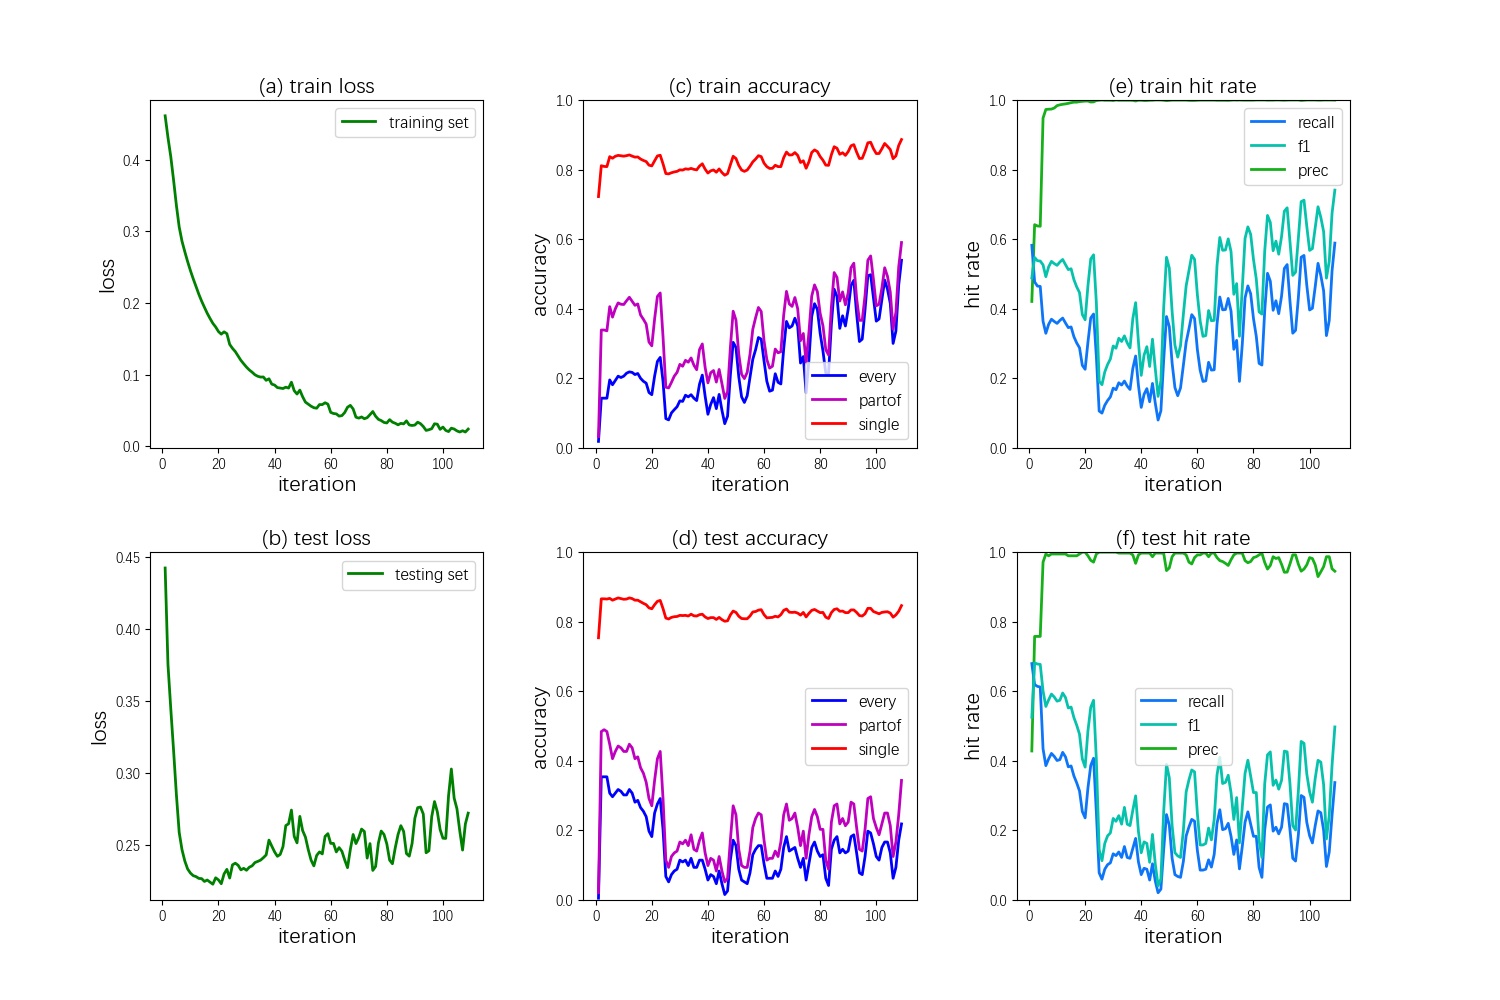 (a) train loss
training set
loss
0.4
0.3
0.2
0.1
0.0
0 20 40 60 80 100
iteration
(c) train accuracy
accuracy
1.0
0.8
0.6
0.4
0.2
0.0
every
partof
single
0 20 40 60 80 100
iteration
(e) train hit rate
hit rate
1.0
0.8
0.6
0.4
0.2
0.0
recall
f1
prec
0 20 40 60 80 100
iteration
(b) test loss
testing set
loss
0.45
0.40
0.35
0.30
0.25
0 20 40 60 80 100
iteration
(d) test accuracy
accuracy
1.0
0.8
0.6
0.4
0.2
0.0
every
partof
single
0 20 40 60 80 100
iteration
(f) test hit rate
hit rate
1.0
0.8
0.6
0.4
0.2
0.0
recall
f1
prec
0 20 40 60 80 100
iteration